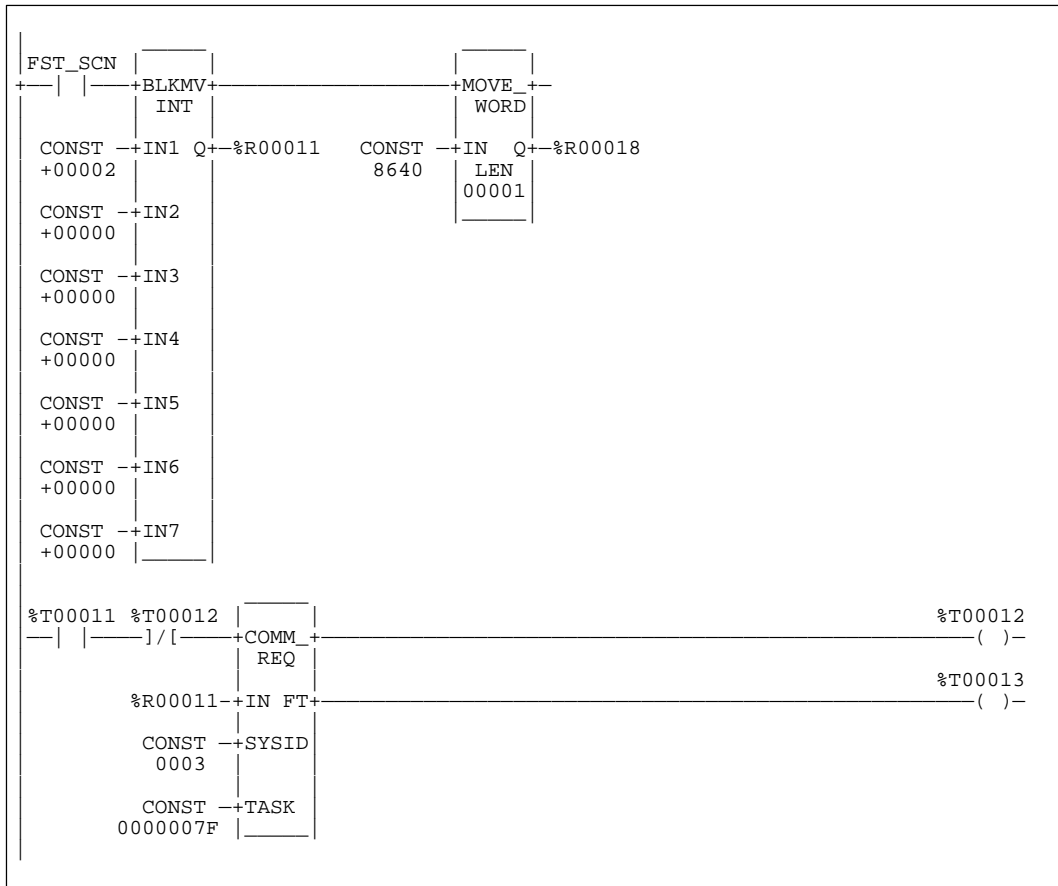 FST_SCN
BLKMV MOVE_
INT WORD
CONST IN1 Q %R00011 CONST IN Q %R00018
+00002 8640 LEN
00001
CONST IN2
+00000
CONST IN3
+00000
CONST IN4
+00000
CONST IN5
+00000
CONST IN6
+00000
CONST IN7
+00000
%T00011 %T00012 %T00012
] / [ COMM_ ( )
REQ
%T00013
%R00011 IN FT ( )
CONST SYSID
0003
CONST TASK
0000007F